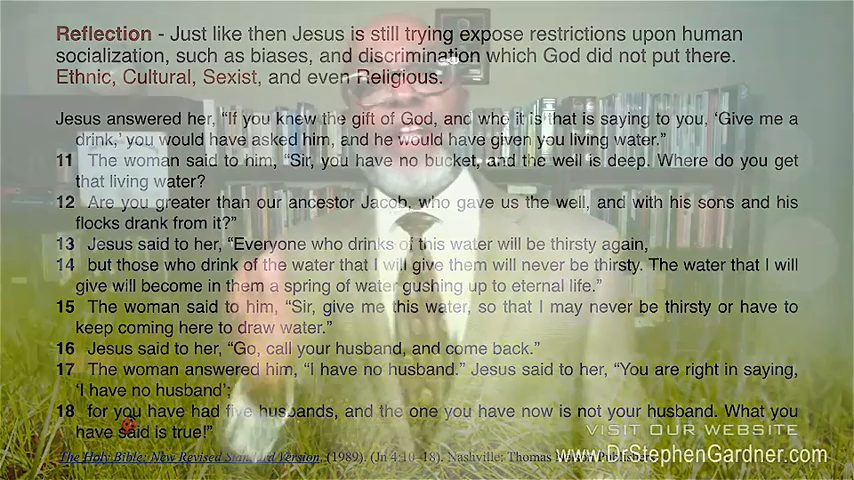 Reflection - Just like then Jesus is still trying expose restrictions upon human
socialization, such as biases, and discrimination which God did not put there.
Ethnic, Cultural, Sexist, and even Religious.
Jesus answered her, “If you knew the gift of God, and who it is that is saying to you, ‘Give me a
drink,’ you would have asked him, and he would have given you living water.”
11 The woman said to him, “Sir, you have no bucket, and the well is deep. Where do you get
that living water?
12 Are you greater than our ancestor Jacob, who gave us the well, and with his sons and his
flocks drank from it?”
13 Jesus said to her, “Everyone who drinks of this water will be thirsty again,
14 but those who drink of the water that I will give them will never be thirsty. The water that I will
give will become in them a spring of water gushing up to eternal life.”
15 The woman said to him, “Sir, give me this water, so that I may never be thirsty or have to
keep coming here to draw water.”
16 Jesus said to her, “Go, call your husband, and come back.”
17 The woman answered him, “I have no husband.” Jesus said to her, “You are right in saying,
‘I have no husband’;
18 for you have had five husbands, and the one you have now is not your husband. What you
have said is true!”
VISIT OUR WEBSITE
The Holy Bible: New Revised Standard Version. (1989). (Jn 4:10-18). Nashville: Thomas
www.DrStephenGardner.com